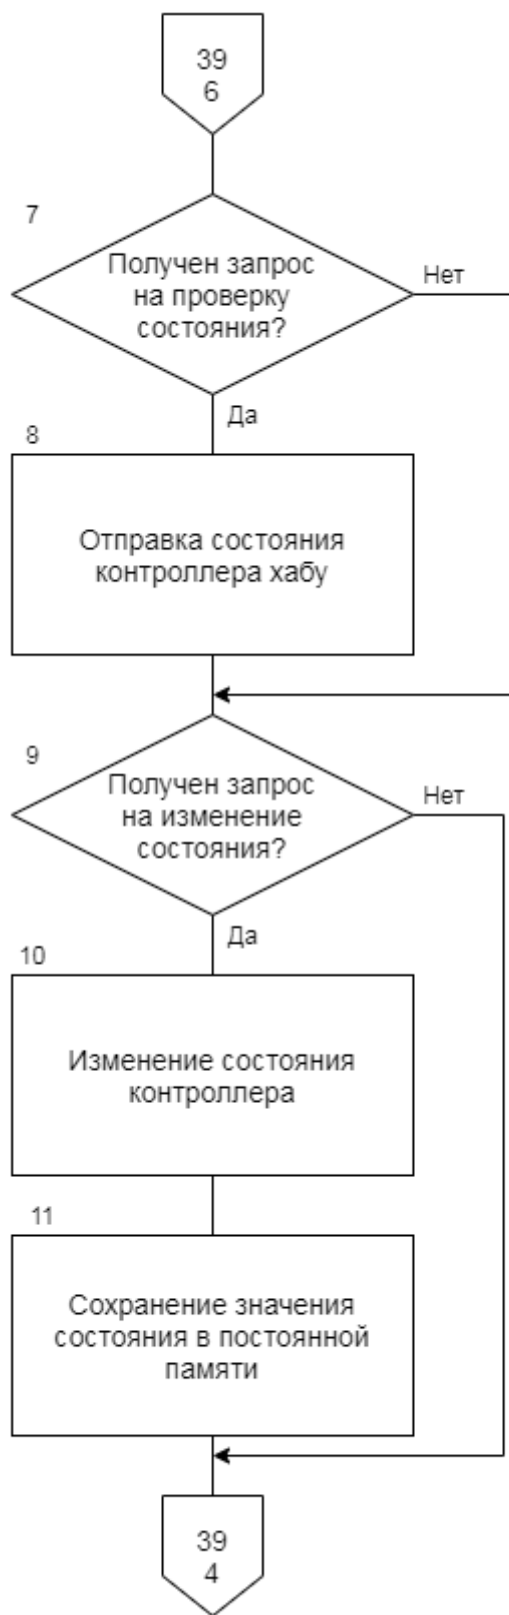 39
6
7
Получен запрос
на проверку
состояния?
Нет
Да
8
Отправка состояния
контроллера хабу
9
Получен запрос
на изменение
состояния?
Нет
Да
10
Изменение состояния
контроллера
11
Сохранение значения
состояния в постоянной
памяти
39
4